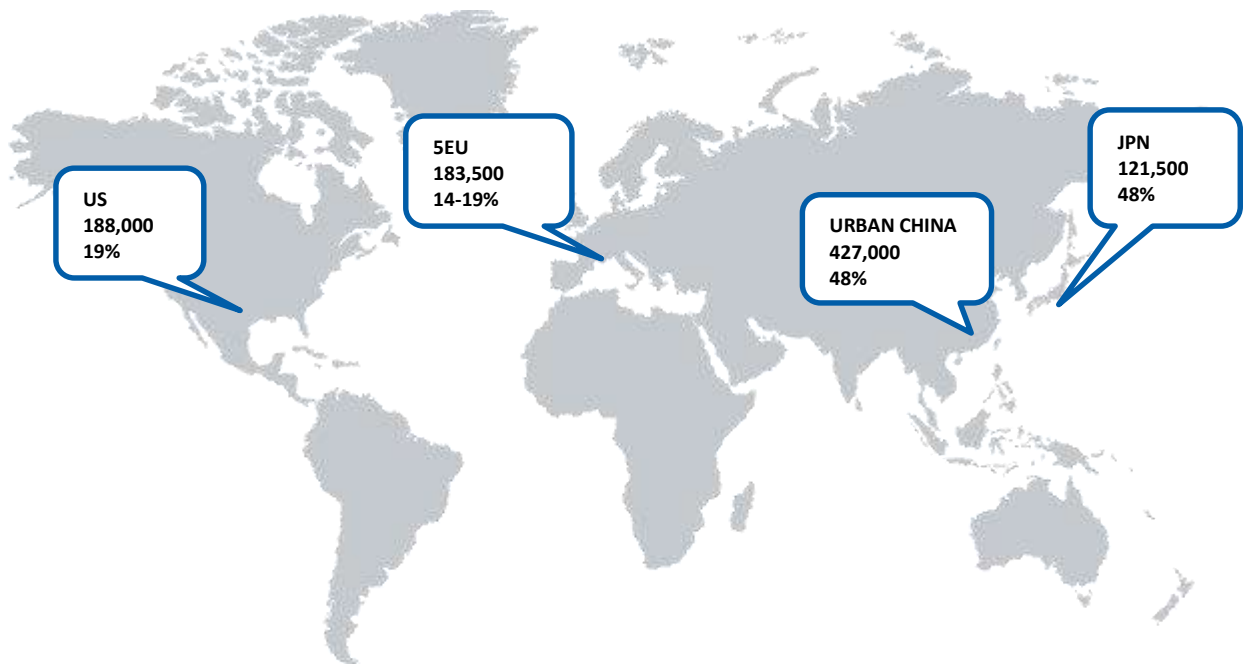 US
188,000
19%
5EU
183,500
14-19%
URBAN CHINA
427,000
48%
JPN
121,500
48%